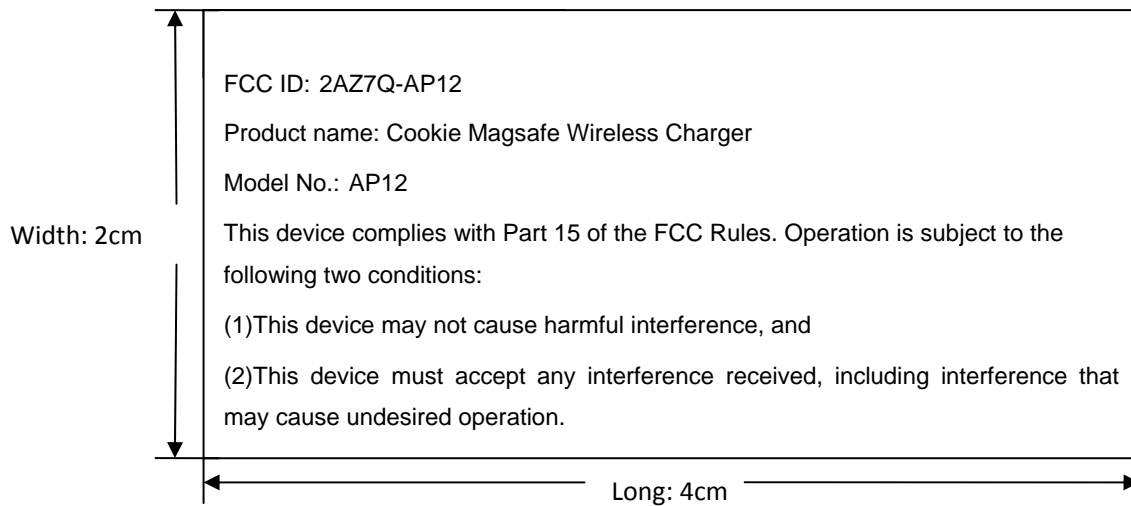 FCC ID: 2AZ7Q-AP12
Product name: Cookie Magsafe Wireless Charger
Model No.: AP12
Width: 2cm
This device complies with Part 15 of the FCC Rules. Operation is subject to the
following two conditions:
(1)This device may not cause harmful interference, and
(2)This device must accept any interference received, including interference that
may cause undesired operation.
Long: 4cm